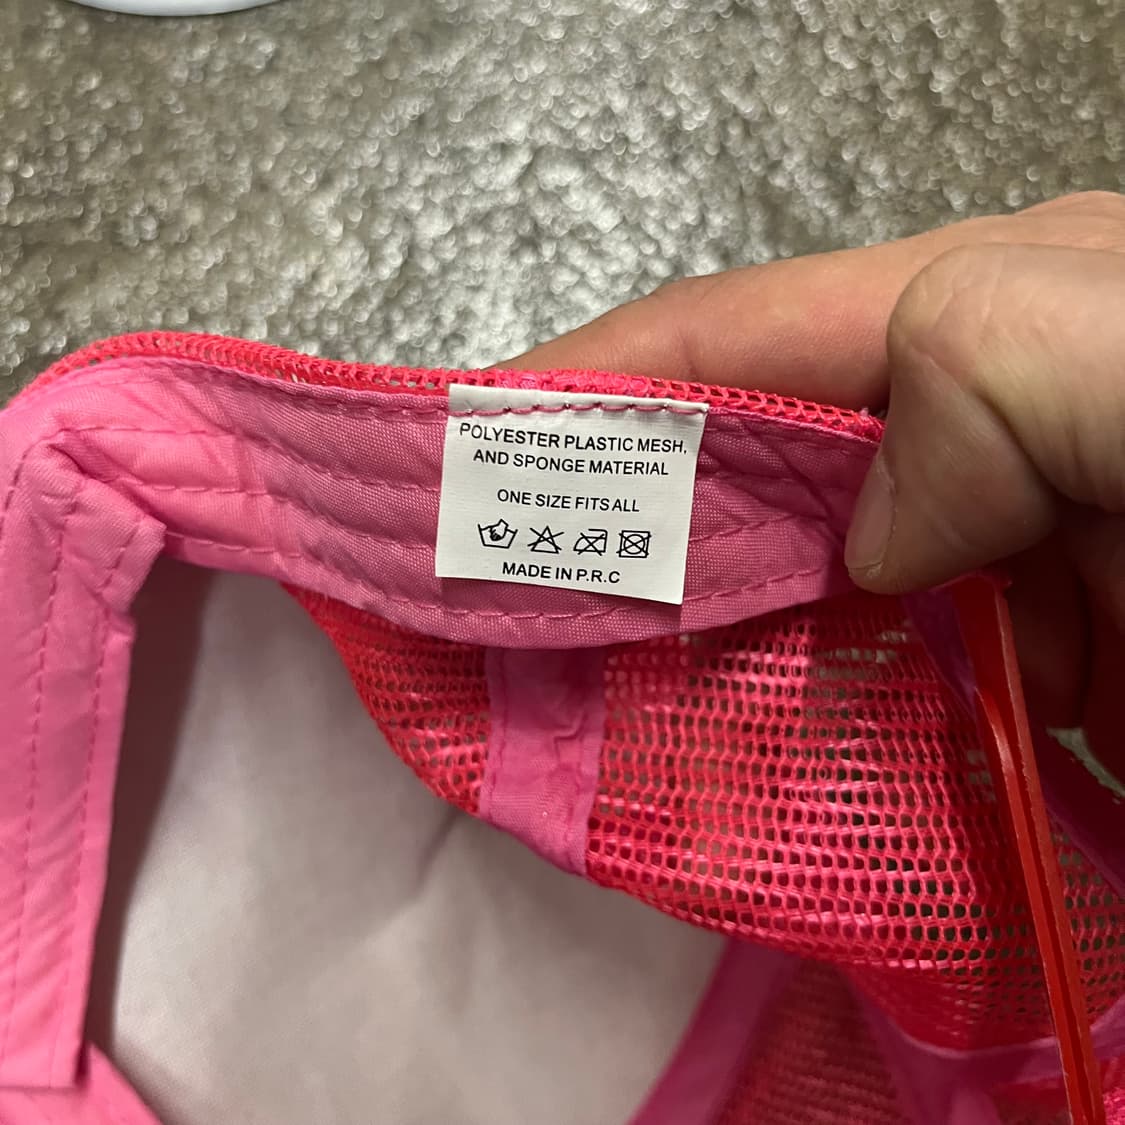 POLYESTER PLASTIC MESH,
AND SPONGE MATERIAL
ONE SIZE FITS ALL
MADE IN P.R.C